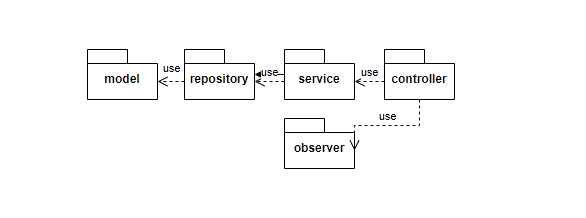 use
use
use
model
repository
service
controller
use
observer